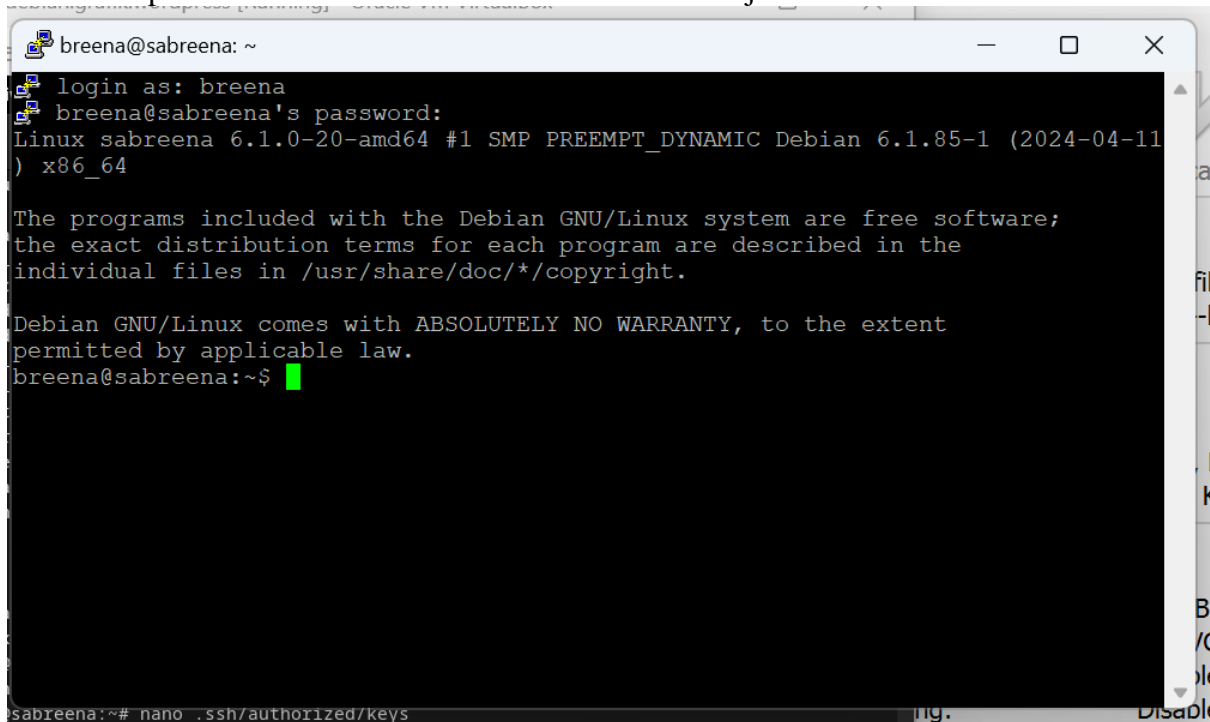 breena@sabreena: ~
login as: breena
breena@sabreena's password:
Linux sabreena 6.1.0-20-amd64 #1 SMP PREEMPT_DYNAMIC Debian 6.1.85-1 (2024-04-11
) x86_64
The programs included with the Debian GNU/Linux system are free software;
the exact distribution terms for each program are described in the
individual files in /usr/share/doc/*/copyright.
Debian GNU/Linux comes with ABSOLUTELY NO WARRANTY, to the extent
permitted by applicable law.
breena@sabreena:~$
sabreena:~# nano .ssh/authorized/keys